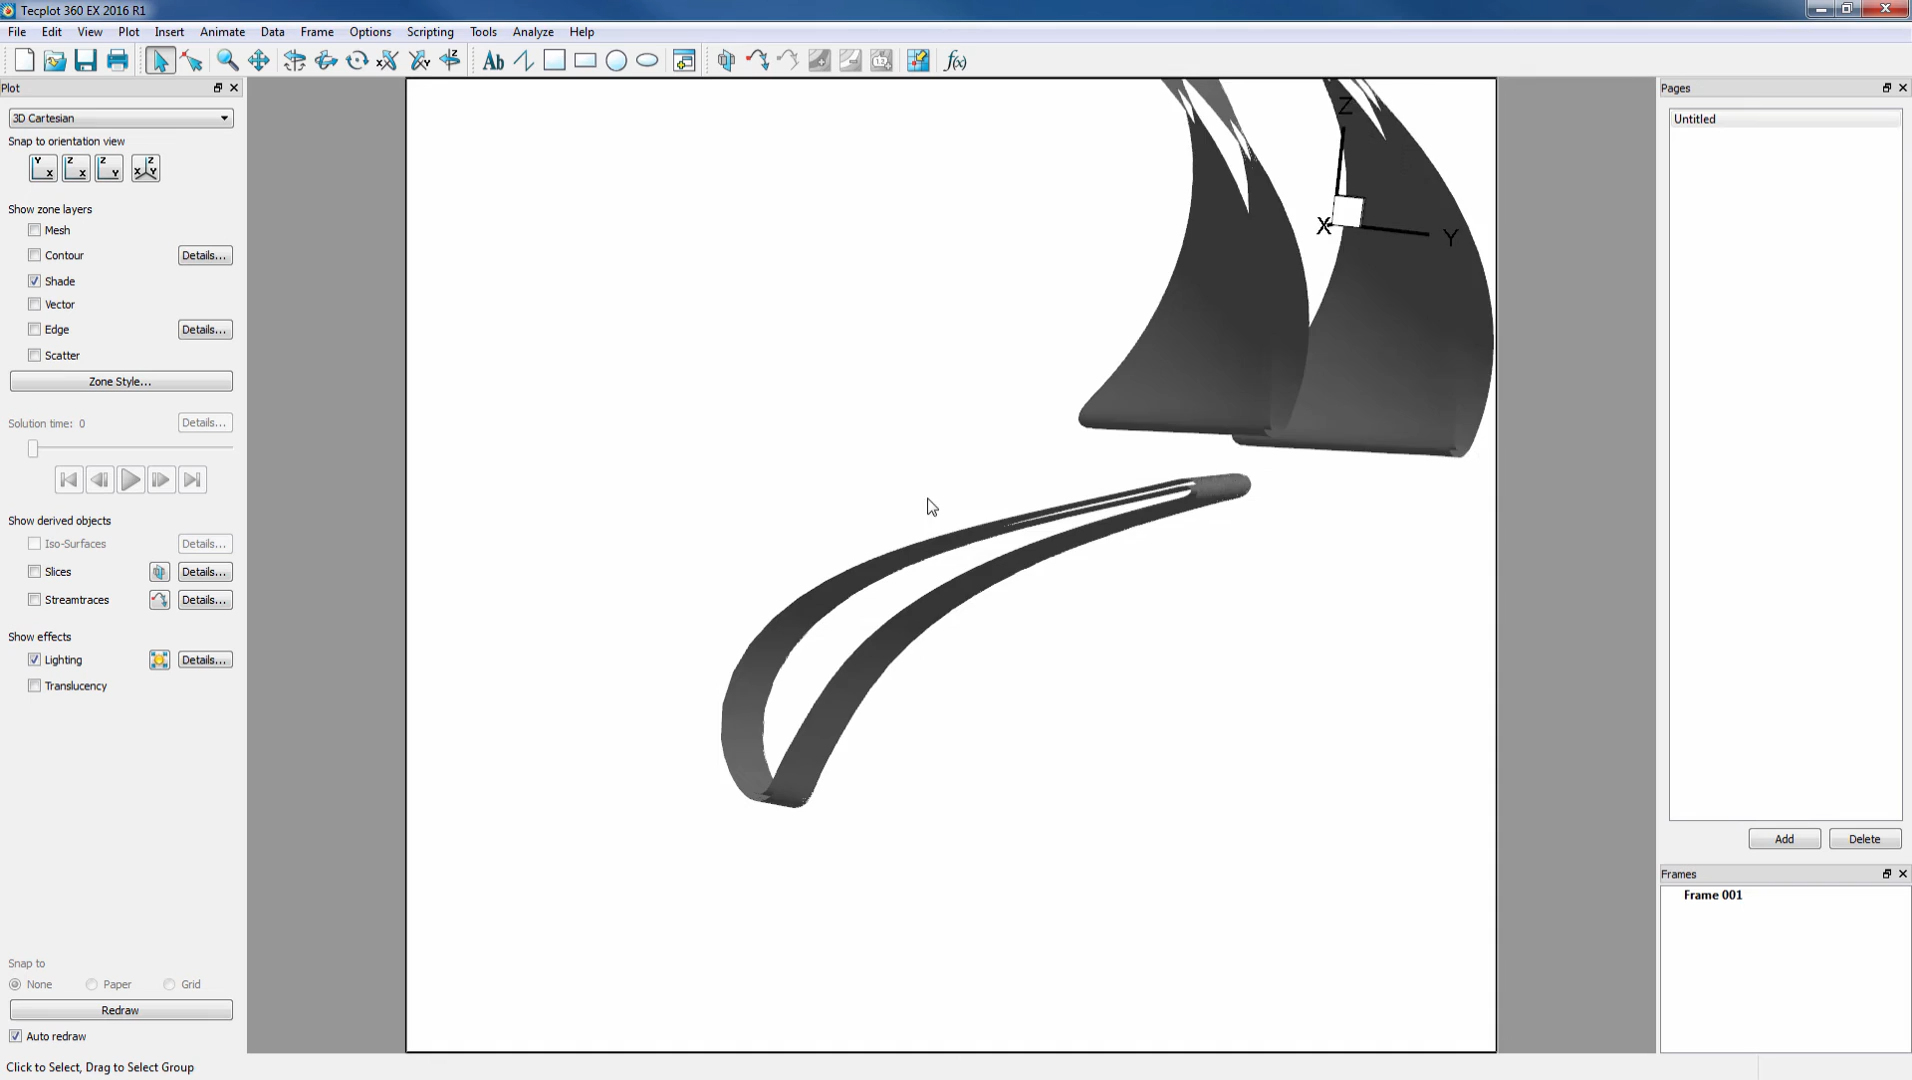 Tecplot 360 EX 2016 R1
File Edit View Plot Insert Animate Data Frame Options Scripting Tools Analyze Help
Ab f(x)
Plot
3D Cartesian
Snap to orientation view
Y X Z X Z Y Z X Y
Show zone layers
Mesh
Contour Details...
Shade
Vector
Edge Details...
Scatter
Zone Style...
Solution time: 0 Details...
Show derived objects
Iso-Surfaces Details...
Slices Details...
Streamtraces Details...
Show effects
Lighting Details...
Translucency
Snap to
None Paper Grid
Redraw
Auto redraw
Click to Select, Drag to Select Group
Z
X
Y
Pages
Untitled
Add Delete
Frames
Frame 001